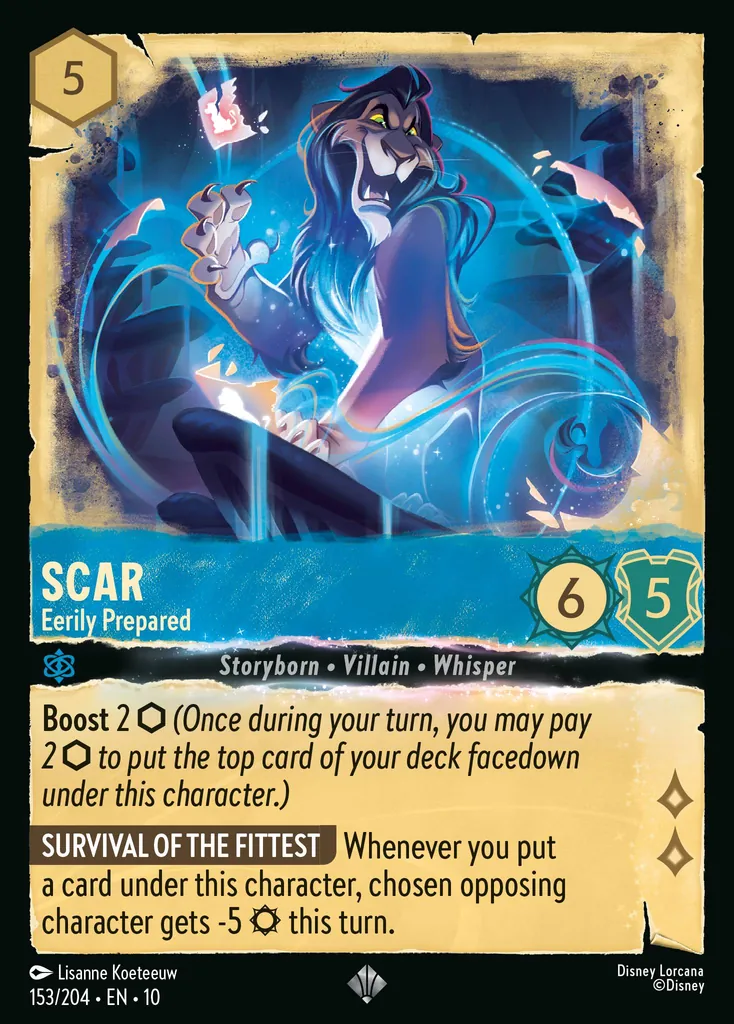 5
SCAR
Eerily Prepared
6
5
Storyborn • Villain • Whisper
Boost 2 ⬡ (Once during your turn, you may pay
2 ⬡ to put the top card of your deck facedown
under this character.)
SURVIVAL OF THE FITTEST Whenever you put
a card under this character, chosen opposing
character gets -5 ¤ this turn.
Lisanne Koeteeuw
153/204 • EN • 10
Disney Lorcana
©Disney